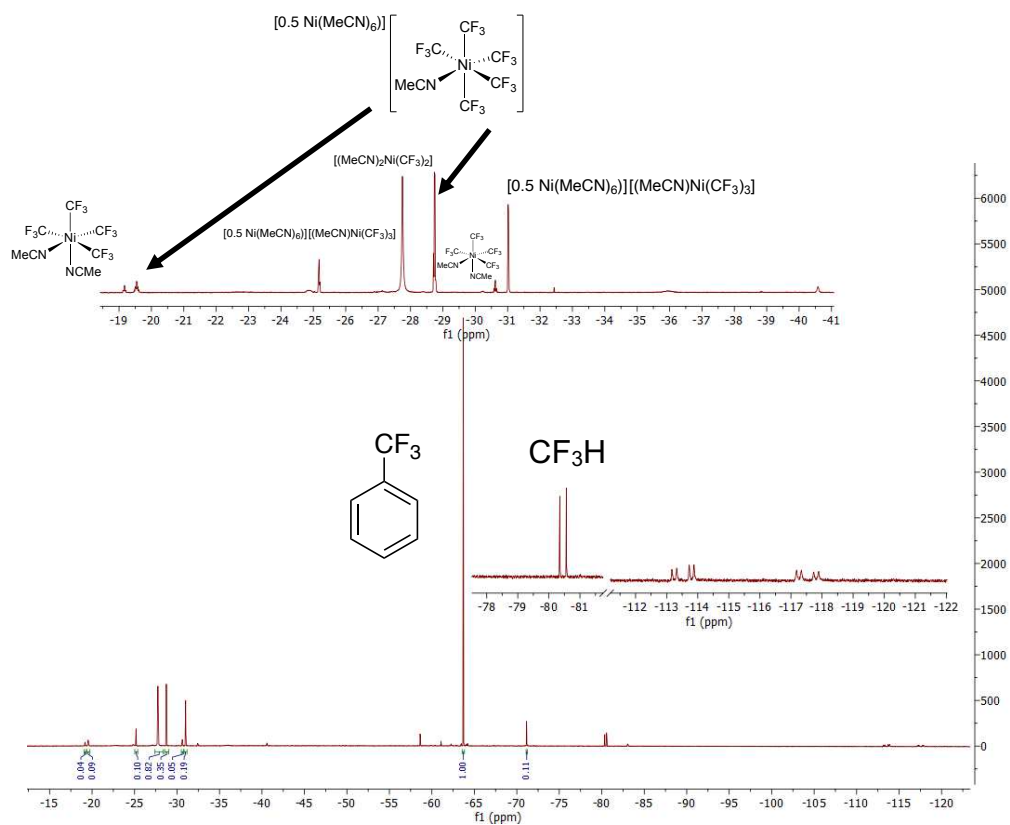 [0.5 Ni(MeCN)₆)]
CF₃
F₃C
Ni
CF₃
MeCN
CF₃
CF₃
[(MeCN)₂Ni(CF₃)₂]
[0.5 Ni(MeCN)₆)][(MeCN)Ni(CF₃)₃]
CF₃
F₃C
Ni
CF₃
MeCN
CF₃
NCMe
[0.5 Ni(MeCN)₆)][(MeCN)Ni(CF₃)₃]
CF₃
F₃C
Ni
CF₃
MeCN
CF₃
NCMe
-19 -20 -21 -22 -23 -24 -25 -26 -27 -28 -29 -30 -31 -32 -33 -34 -35 -36 -37 -38 -39 -40 -41
f1 (ppm)
6000
5500
5000
4500
4000
3500
3000
2500
2000
1500
1000
500
0
CF₃
CF₃H
-78 -79 -80 -81
-112 -113 -114 -115 -116 -117 -118 -119 -120 -121 -122
f1 (ppm)
0.04 0.09 0.10 0.82 0.35 0.05 0.19 1.00 0.11
-15 -20 -25 -30 -35 -40 -45 -50 -55 -60 -65 -70 -75 -80 -85 -90 -95 -100 -105 -110 -115 -120
f1 (ppm)